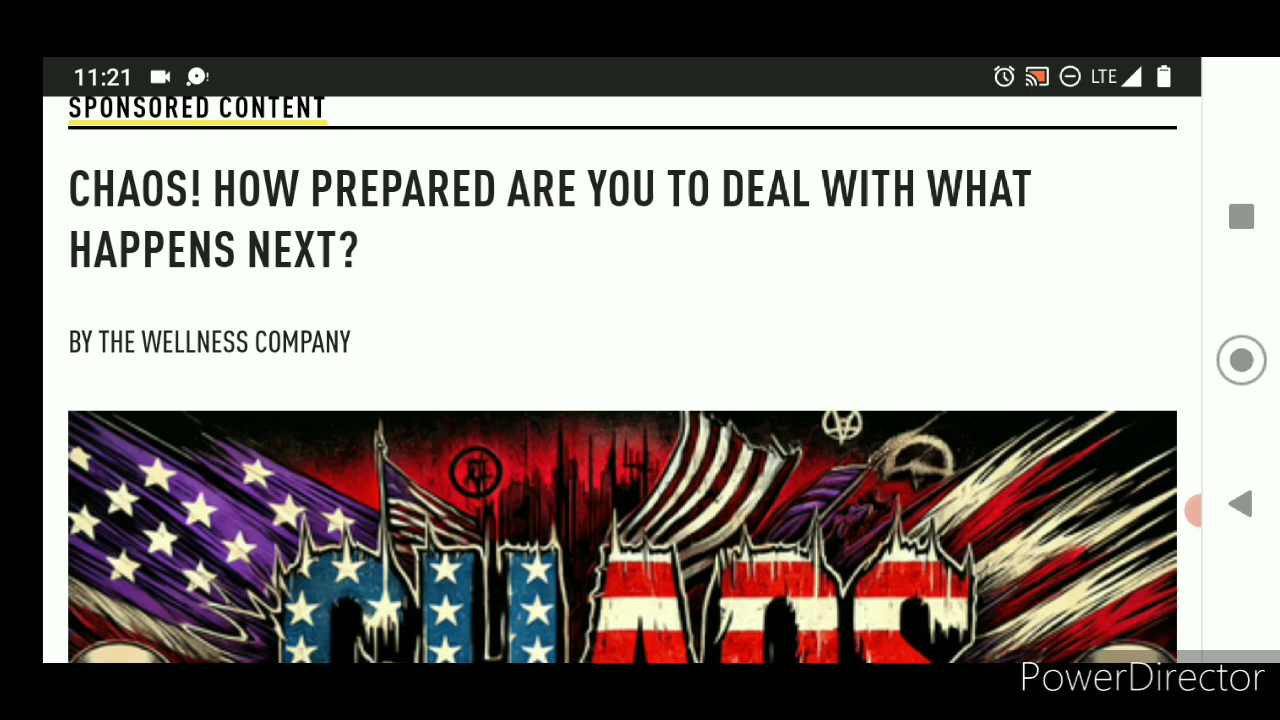 11:21 LTE
SPONSORED CONTENT
CHAOS! HOW PREPARED ARE YOU TO DEAL WITH WHAT
HAPPENS NEXT?
BY THE WELLNESS COMPANY
CHAOS
PowerDirector